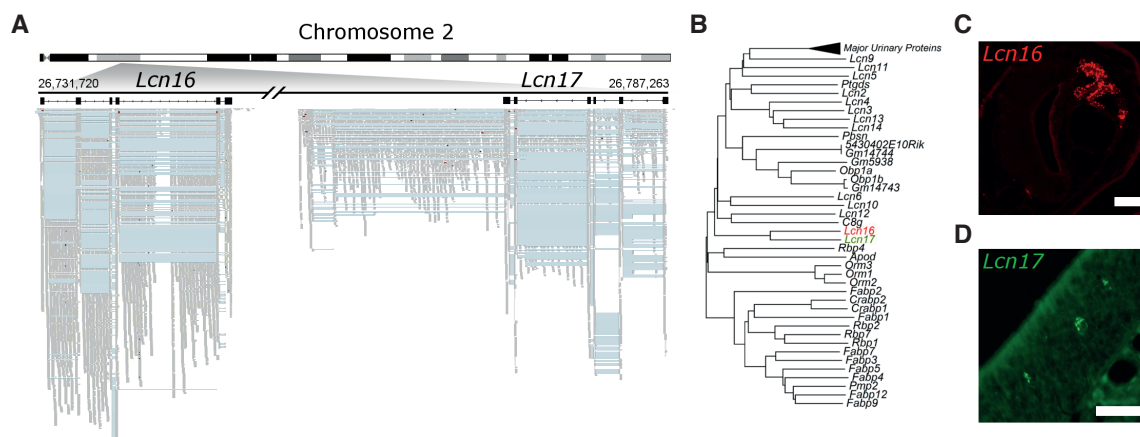 A
Chromosome 2
26,731,720
Lcn16
Lcn17
26,787,263
B
Major Urinary Proteins
Lcn9
Lcn11
Lcn5
Ptgds
Lcn2
Lcn4
Lcn3
Lcn13
Lcn14
Pbsn
5430402E10Rik
Gm14744
Gm5938
Obp1a
Obp1b
Gm14743
Lcn6
Lcn10
Lcn12
C8g
Lcn16
Lcn17
Rbp4
Apod
Orm3
Orm1
Orm2
Fabp2
Crabp2
Crabp1
Fabp1
Rbp2
Rbp7
Rbp1
Fabp7
Fabp3
Fabp5
Fabp4
Pmp2
Fabp12
Fabp9
C
Lcn16
D
Lcn17